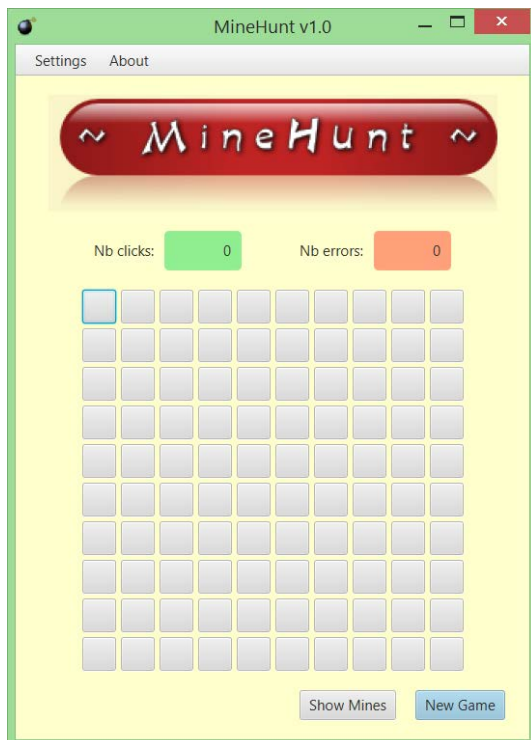 MineHunt v1.0
Settings About
~ MineHunt ~
Nb clicks: 0 Nb errors: 0
Show Mines New Game